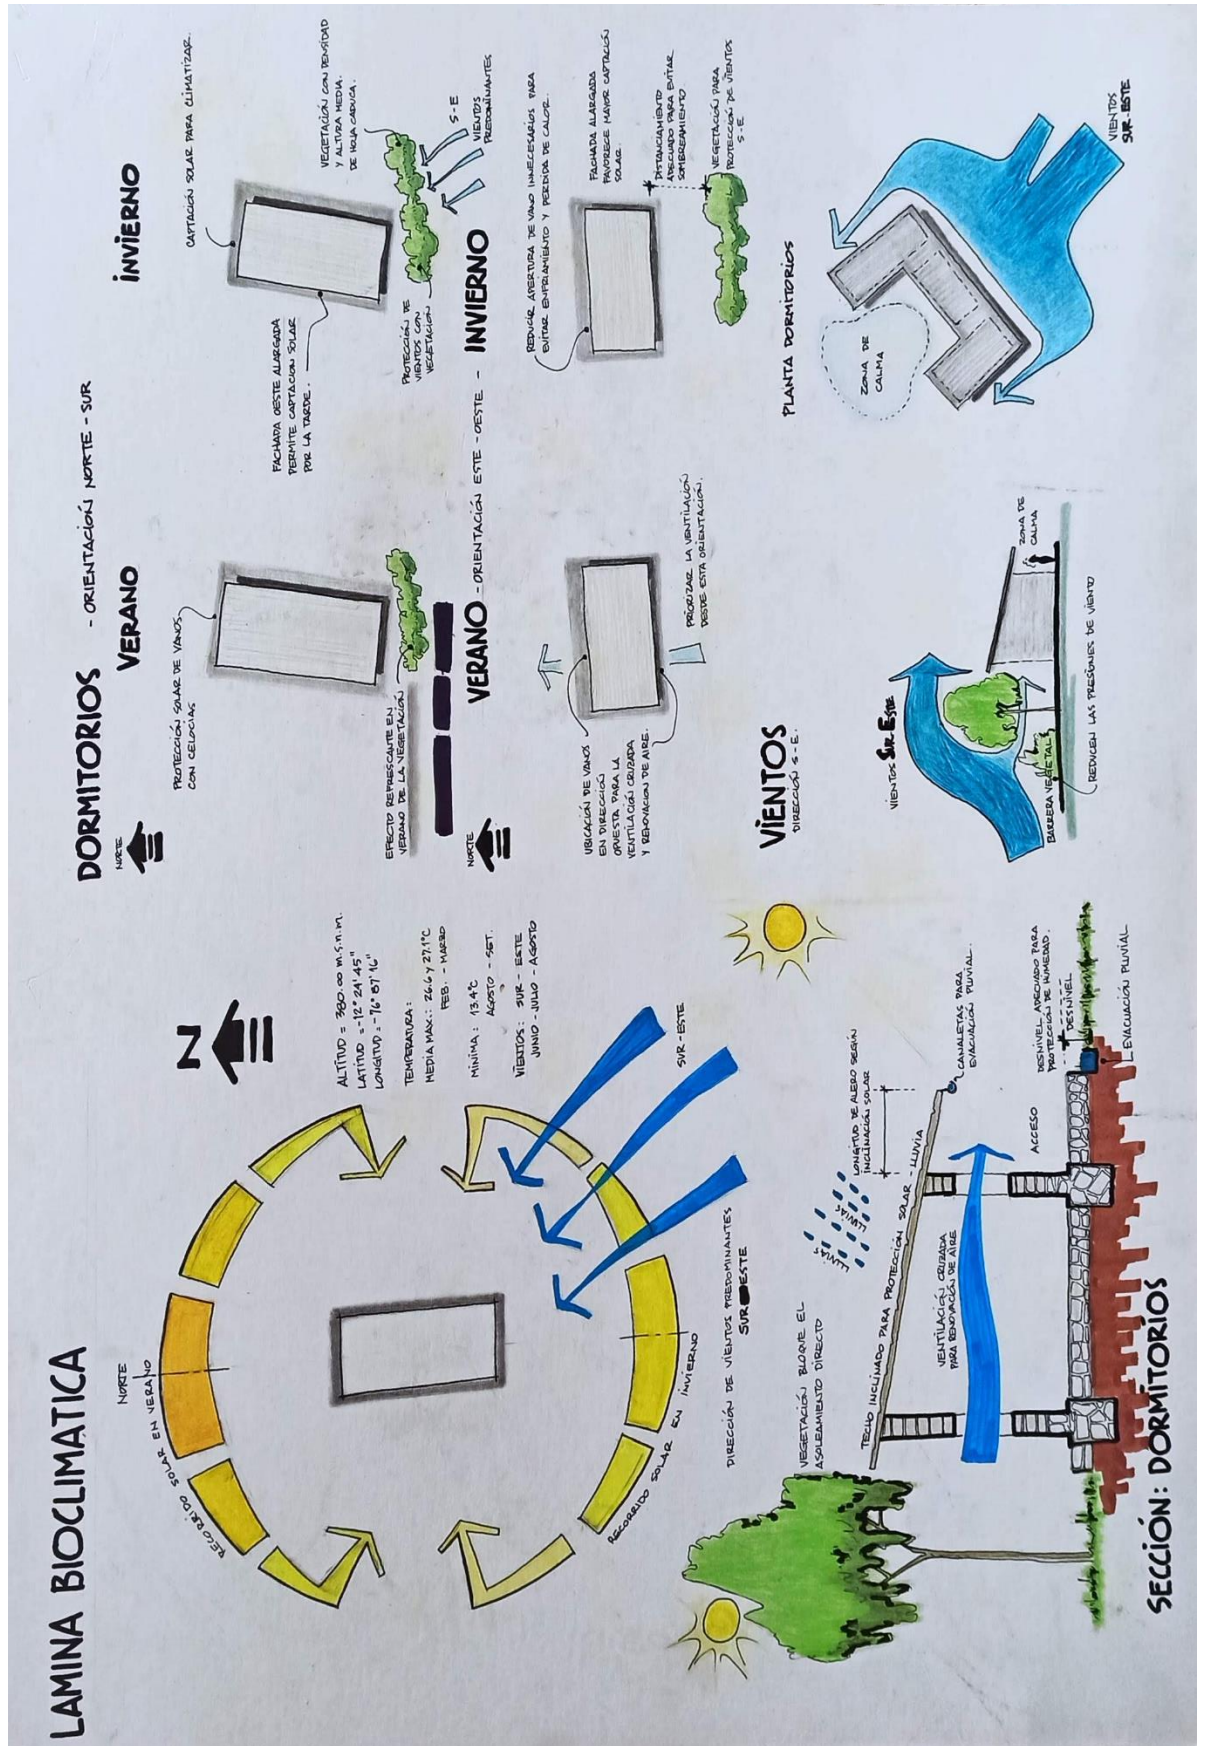 LAMINA BIOCLIMATICA
NORTE
RECORRIDO SOLAR EN VERANO
RECORRIDO SOLAR EN INVIERNO
N
ALTITUD = 380.00 m.s.n.m.
LATITUD = -12° 24' 45"
LONGITUD = -76° 87' 16"
TEMPERATURA:
MEDIA MAX.: 26.6 y 27.1°C
FEB. - MARZO
MÍNIMA: 13.4°C
AGOSTO - SET.
VIENTOS: SUR - ESTE
JUNIO - JULIO - AGOSTO
SUR-ESTE
DIRECCIÓN DE VIENTOS PREDOMINANTES
SUR ESTE
VEGETACIÓN BLOQUE EL
ASOLEAMIENTO DIRECTO
LLUVIAS
LLUVIAS
LLUVIAS
LONGITUD DE ALERO SEGÚN
INCLINACIÓN SOLAR
TECHO INCLINADO PARA PROTECCIÓN SOLAR - LLUVIA
CANALETAS PARA
EVACUACIÓN PLUVIAL.
VENTILACIÓN CRUZADA
PARA RENOVACIÓN DE AIRE
ACCESO
DESNIVEL ADECUADO PARA
PROTECCIÓN DE HUMEDAD.
DESNIVEL
EVACUACIÓN PLUVIAL
SECCIÓN: DORMITORIOS
DORMITORIOS
- ORIENTACIÓN NORTE - SUR
NORTE
VERANO
PROTECCIÓN SOLAR DE VANOS
CON CELOCIAS
EFECTO REFRESCANTE EN
VERANO DE LA VEGETACIÓN
INVIERNO
CAPTACIÓN SOLAR PARA CLIMATIZAR.
FACHADA OESTE ALARGADA
PERMITE CAPTACION SOLAR
POR LA TARDE.
VEGETACIÓN CON DENSIDAD
Y ALTURA MEDIA.
DE HOJA CADUCA.
S - E
VIENTOS
PREDOMINANTES
PROTECCIÓN DE
VIENTOS CON
VEGETACIÓN
NORTE
VERANO - ORIENTACIÓN ESTE - OESTE - INVIERNO
UBICACIÓN DE VANOS
EN DIRECCIÓN
OPUESTA PARA LA
VENTILACIÓN CRUZADA
Y RENOVACION DE AIRE.
PRIORIZAR LA VENTILACIÓN
DESDE ESTA ORIENTACIÓN.
REDUCIR APERTURA DE VANO INNECESARIOS PARA
EVITAR ENFRIAMIENTO Y PERDIDA DE CALOR.
FACHADA ALARGADA
FAVORECE MAYOR CAPTACIÓN
SOLAR.
DISTANCIAMIENTO
ADECUADO PARA EVITAR
SOMBREAMIENTO
VEGETACIÓN PARA
PROTECCIÓN DE VIENTOS
S - E
VIENTOS
DIRECCIÓN S - E.
VIENTOS SUR ESTE
BARRERA VEGETAL
REDUCEN LAS PRESIONES DE VIENTO
ZONA DE
CALMA
PLANTA DORMITORIOS
ZONA DE
CALMA
VIENTOS
SUR-ESTE